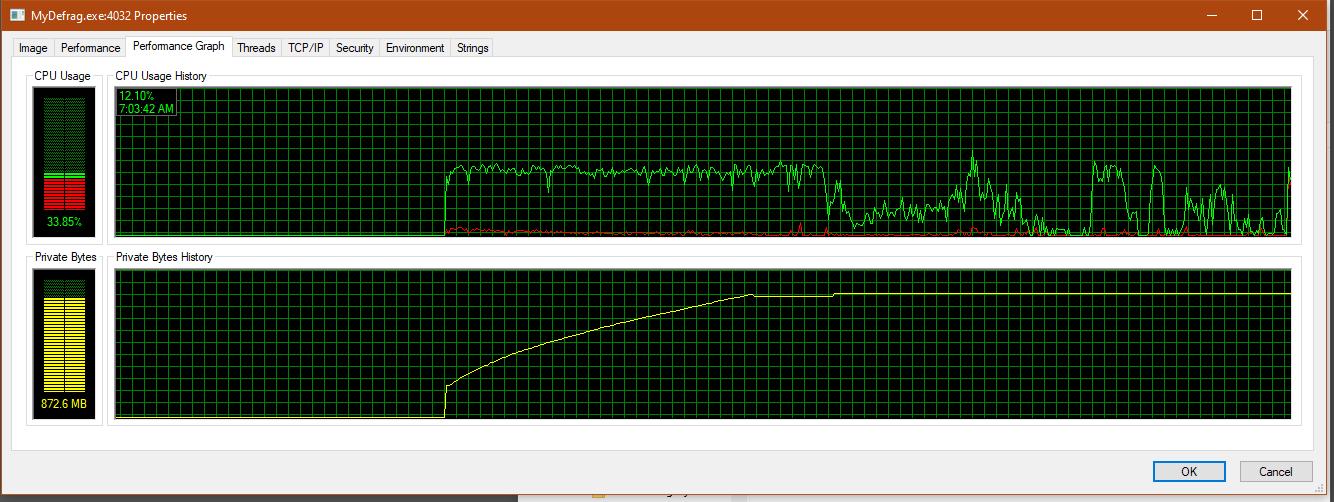 MyDefrag.exe:4032 Properties
Image Performance Performance Graph Threads TCP/IP Security Environment Strings
CPU Usage CPU Usage History
12.10%
7:03:42 AM
33.85%
Private Bytes Private Bytes History
872.6 MB
OK Cancel